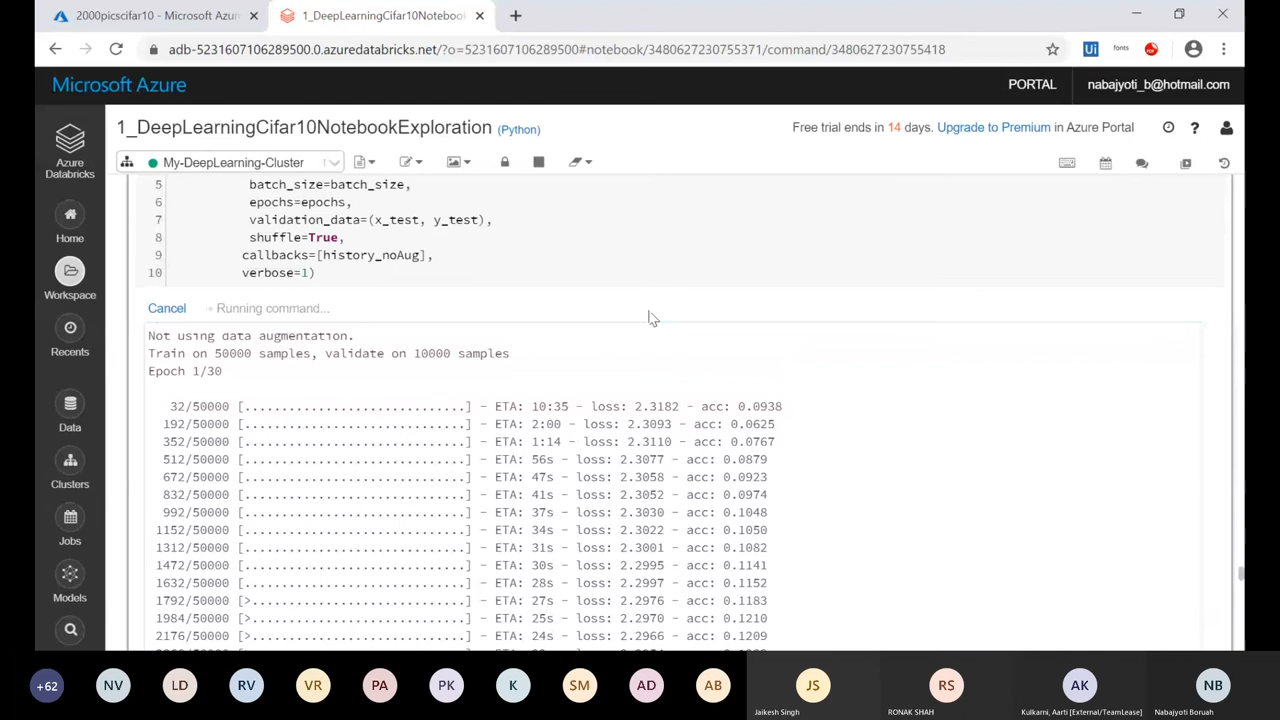 2000picscifar10 - Microsoft Azure
1_DeepLearningCifar10Notebook
adb-5231607106289500.0.azuredatabricks.net/?o=5231607106289500#notebook/3480627230755371/command/3480627230755418
Ui
fonts
Microsoft Azure
PORTAL
nabajyoti_b@hotmail.com
Azure Databricks
Home
Workspace
Recents
Data
Clusters
Jobs
Models
1_DeepLearningCifar10NotebookExploration (Python)
Free trial ends in 14 days. Upgrade to Premium in Azure Portal
?
My-DeepLearning-Cluster
5 batch_size=batch_size,
6 epochs=epochs,
7 validation_data=(x_test, y_test),
8 shuffle=True,
9 callbacks=[history_noAug],
10 verbose=1)
Cancel Running command...
Not using data augmentation.
Train on 50000 samples, validate on 10000 samples
Epoch 1/30
32/50000 [..............................] - ETA: 10:35 - loss: 2.3182 - acc: 0.0938
192/50000 [..............................] - ETA: 2:00 - loss: 2.3093 - acc: 0.0625
352/50000 [..............................] - ETA: 1:14 - loss: 2.3110 - acc: 0.0767
512/50000 [..............................] - ETA: 56s - loss: 2.3077 - acc: 0.0879
672/50000 [..............................] - ETA: 47s - loss: 2.3058 - acc: 0.0923
832/50000 [..............................] - ETA: 41s - loss: 2.3052 - acc: 0.0974
992/50000 [..............................] - ETA: 37s - loss: 2.3030 - acc: 0.1048
1152/50000 [..............................] - ETA: 34s - loss: 2.3022 - acc: 0.1050
1312/50000 [..............................] - ETA: 31s - loss: 2.3001 - acc: 0.1082
1472/50000 [..............................] - ETA: 30s - loss: 2.2995 - acc: 0.1141
1632/50000 [..............................] - ETA: 28s - loss: 2.2997 - acc: 0.1152
1792/50000 [>.............................] - ETA: 27s - loss: 2.2976 - acc: 0.1183
1984/50000 [>.............................] - ETA: 25s - loss: 2.2970 - acc: 0.1210
2176/50000 [>.............................] - ETA: 24s - loss: 2.2966 - acc: 0.1209
+62 NV LD RV VR PA PK K SM AD AB JS RS AK NB
Jaikesh Singh RONAK SHAH Kulkarni, Aarti [External/TeamLease] Nabajyoti Boruah